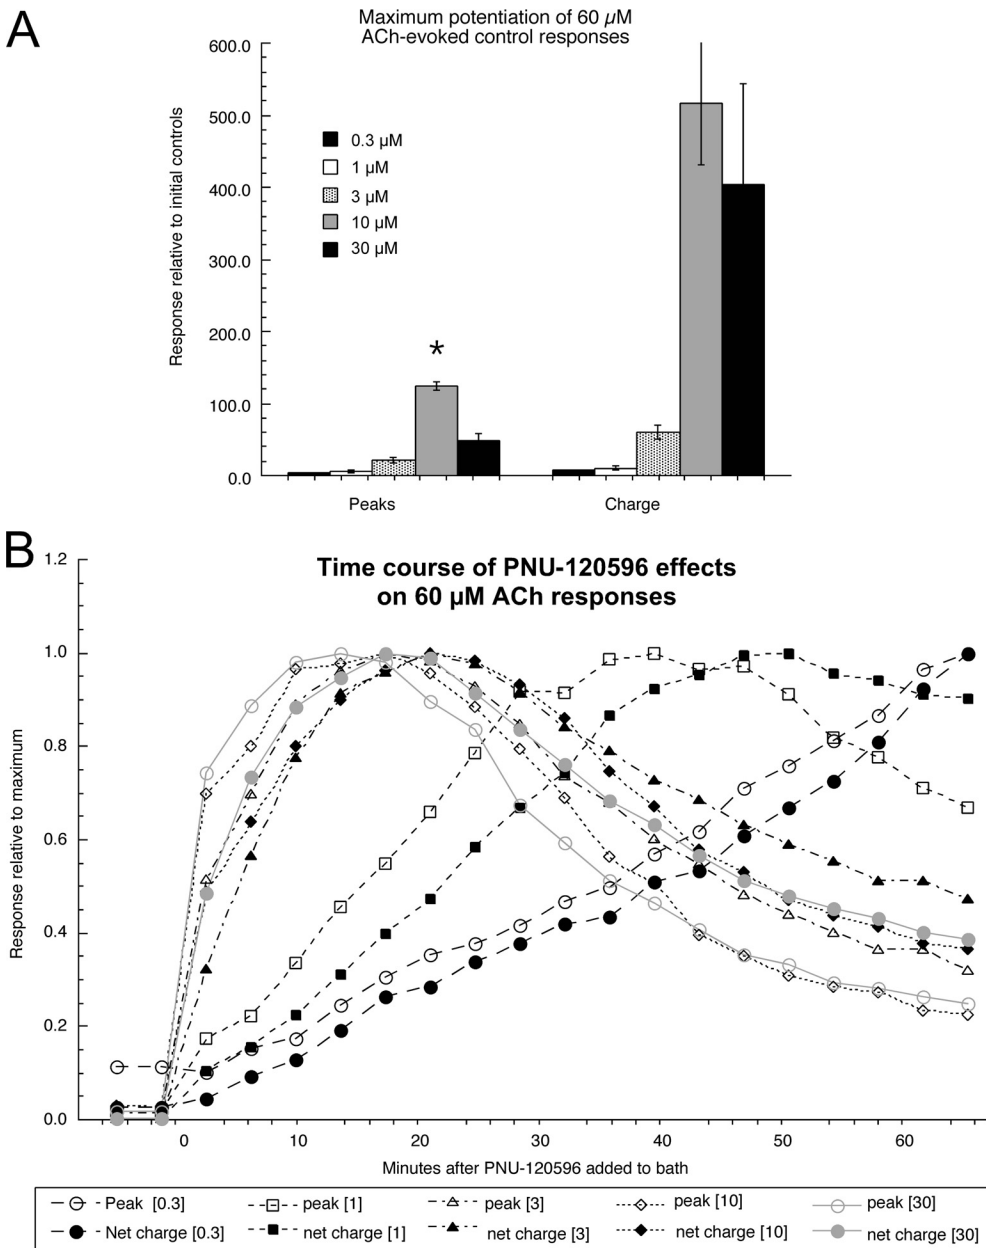 A
Maximum potentiation of 60 µM
ACh-evoked control responses
Response relative to initial controls
600.0
500.0
400.0
300.0
200.0
100.0
0.0
0.3 µM
1 µM
3 µM
10 µM
30 µM
*
Peaks
Charge
B
Time course of PNU-120596 effects
on 60 µM ACh responses
Response relative to maximum
1.2
1.0
0.8
0.6
0.4
0.2
0.0
0 10 20 30 40 50 60
Minutes after PNU-120596 added to bath
Peak [0.3] peak [1] peak [3] peak [10] peak [30]
Net charge [0.3] net charge [1] net charge [3] net charge [10] net charge [30]